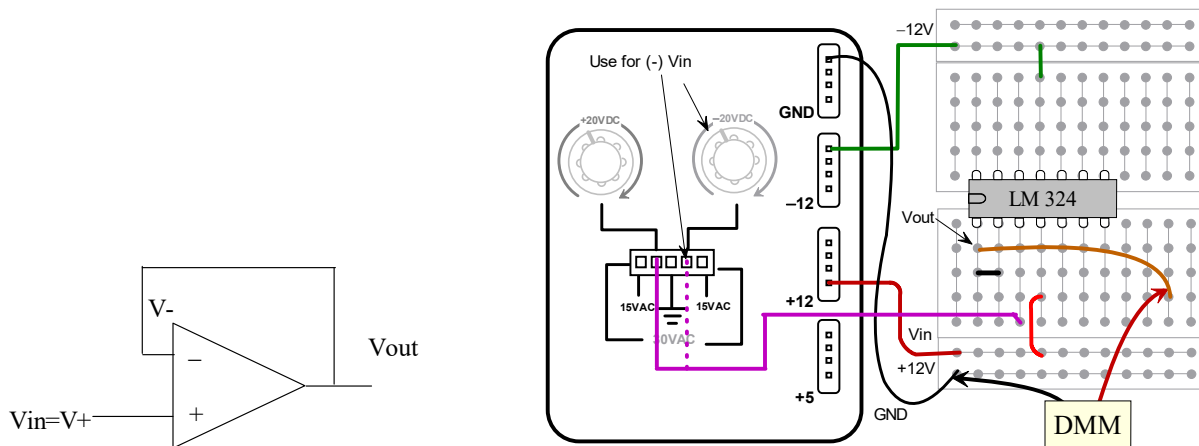 V-
Vout
Vin=V+
−
+
Use for (-) Vin
+20VDC
−20VDC
GND
−12
+12
+5
15VAC
15VAC
30VAC
−12V
LM 324
Vout
Vin
+12V
GND
DMM